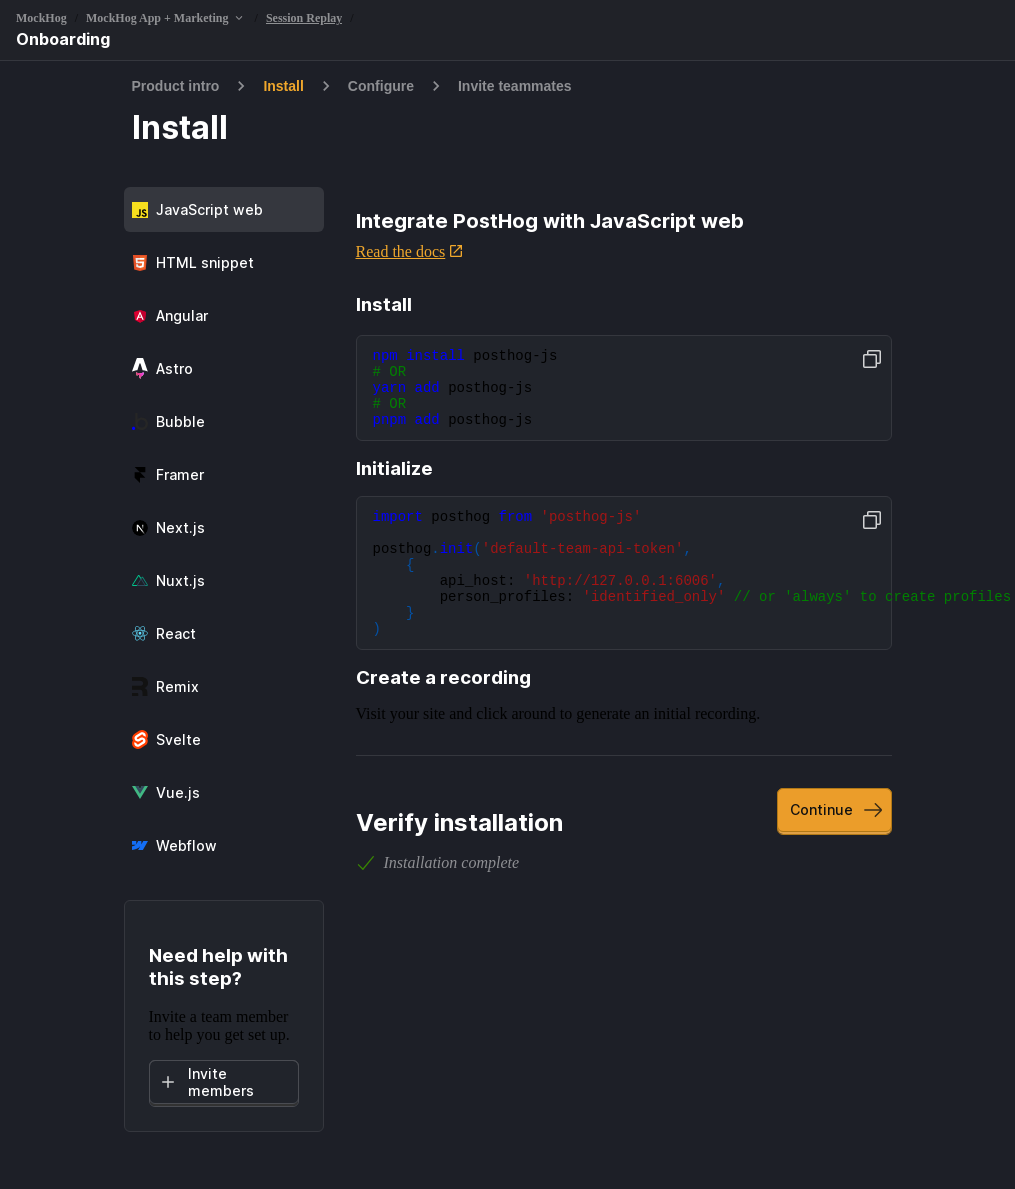 MockHog / MockHog App + Marketing / Session Replay /
Onboarding
Product intro > Install > Configure > Invite teammates
Install
JavaScript web
HTML snippet
Angular
Astro
Bubble
Framer
Next.js
Nuxt.js
React
Remix
Svelte
Vue.js
Webflow
Need help with
this step?
Invite a team member
to help you get set up.
Invite
members
Integrate PostHog with JavaScript web
Read the docs
Install
npm install posthog-js
# OR
yarn add posthog-js
# OR
pnpm add posthog-js
Initialize
import posthog from 'posthog-js'
posthog.init('default-team-api-token',
{
api_host: 'http://127.0.0.1:6006',
person_profiles: 'identified_only' // or 'always' to create profiles
}
)
Create a recording
Visit your site and click around to generate an initial recording.
Verify installation
Continue
Installation complete